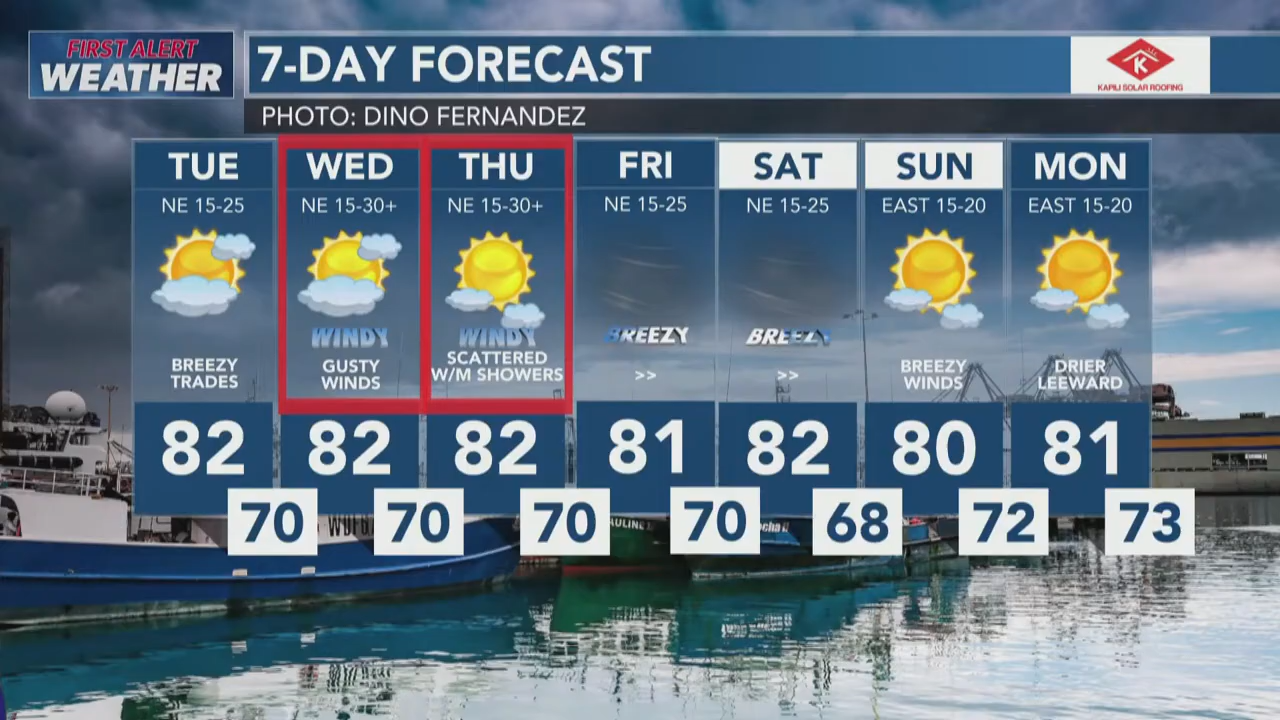 FIRST ALERT
WEATHER
7-DAY FORECAST
K
KAPILI SOLAR ROOFING
PHOTO: DINO FERNANDEZ
TUE
NE 15-25
BREEZY
TRADES
82
70
WED
NE 15-30+
WINDY
GUSTY
WINDS
82
70
THU
NE 15-30+
WINDY
SCATTERED
W/M SHOWERS
82
70
FRI
NE 15-25
BREEZY
>>
81
70
SAT
NE 15-25
BREEZY
>>
82
68
SUN
EAST 15-20
BREEZY
WINDS
80
72
MON
EAST 15-20
DRIER
LEEWARD
81
73